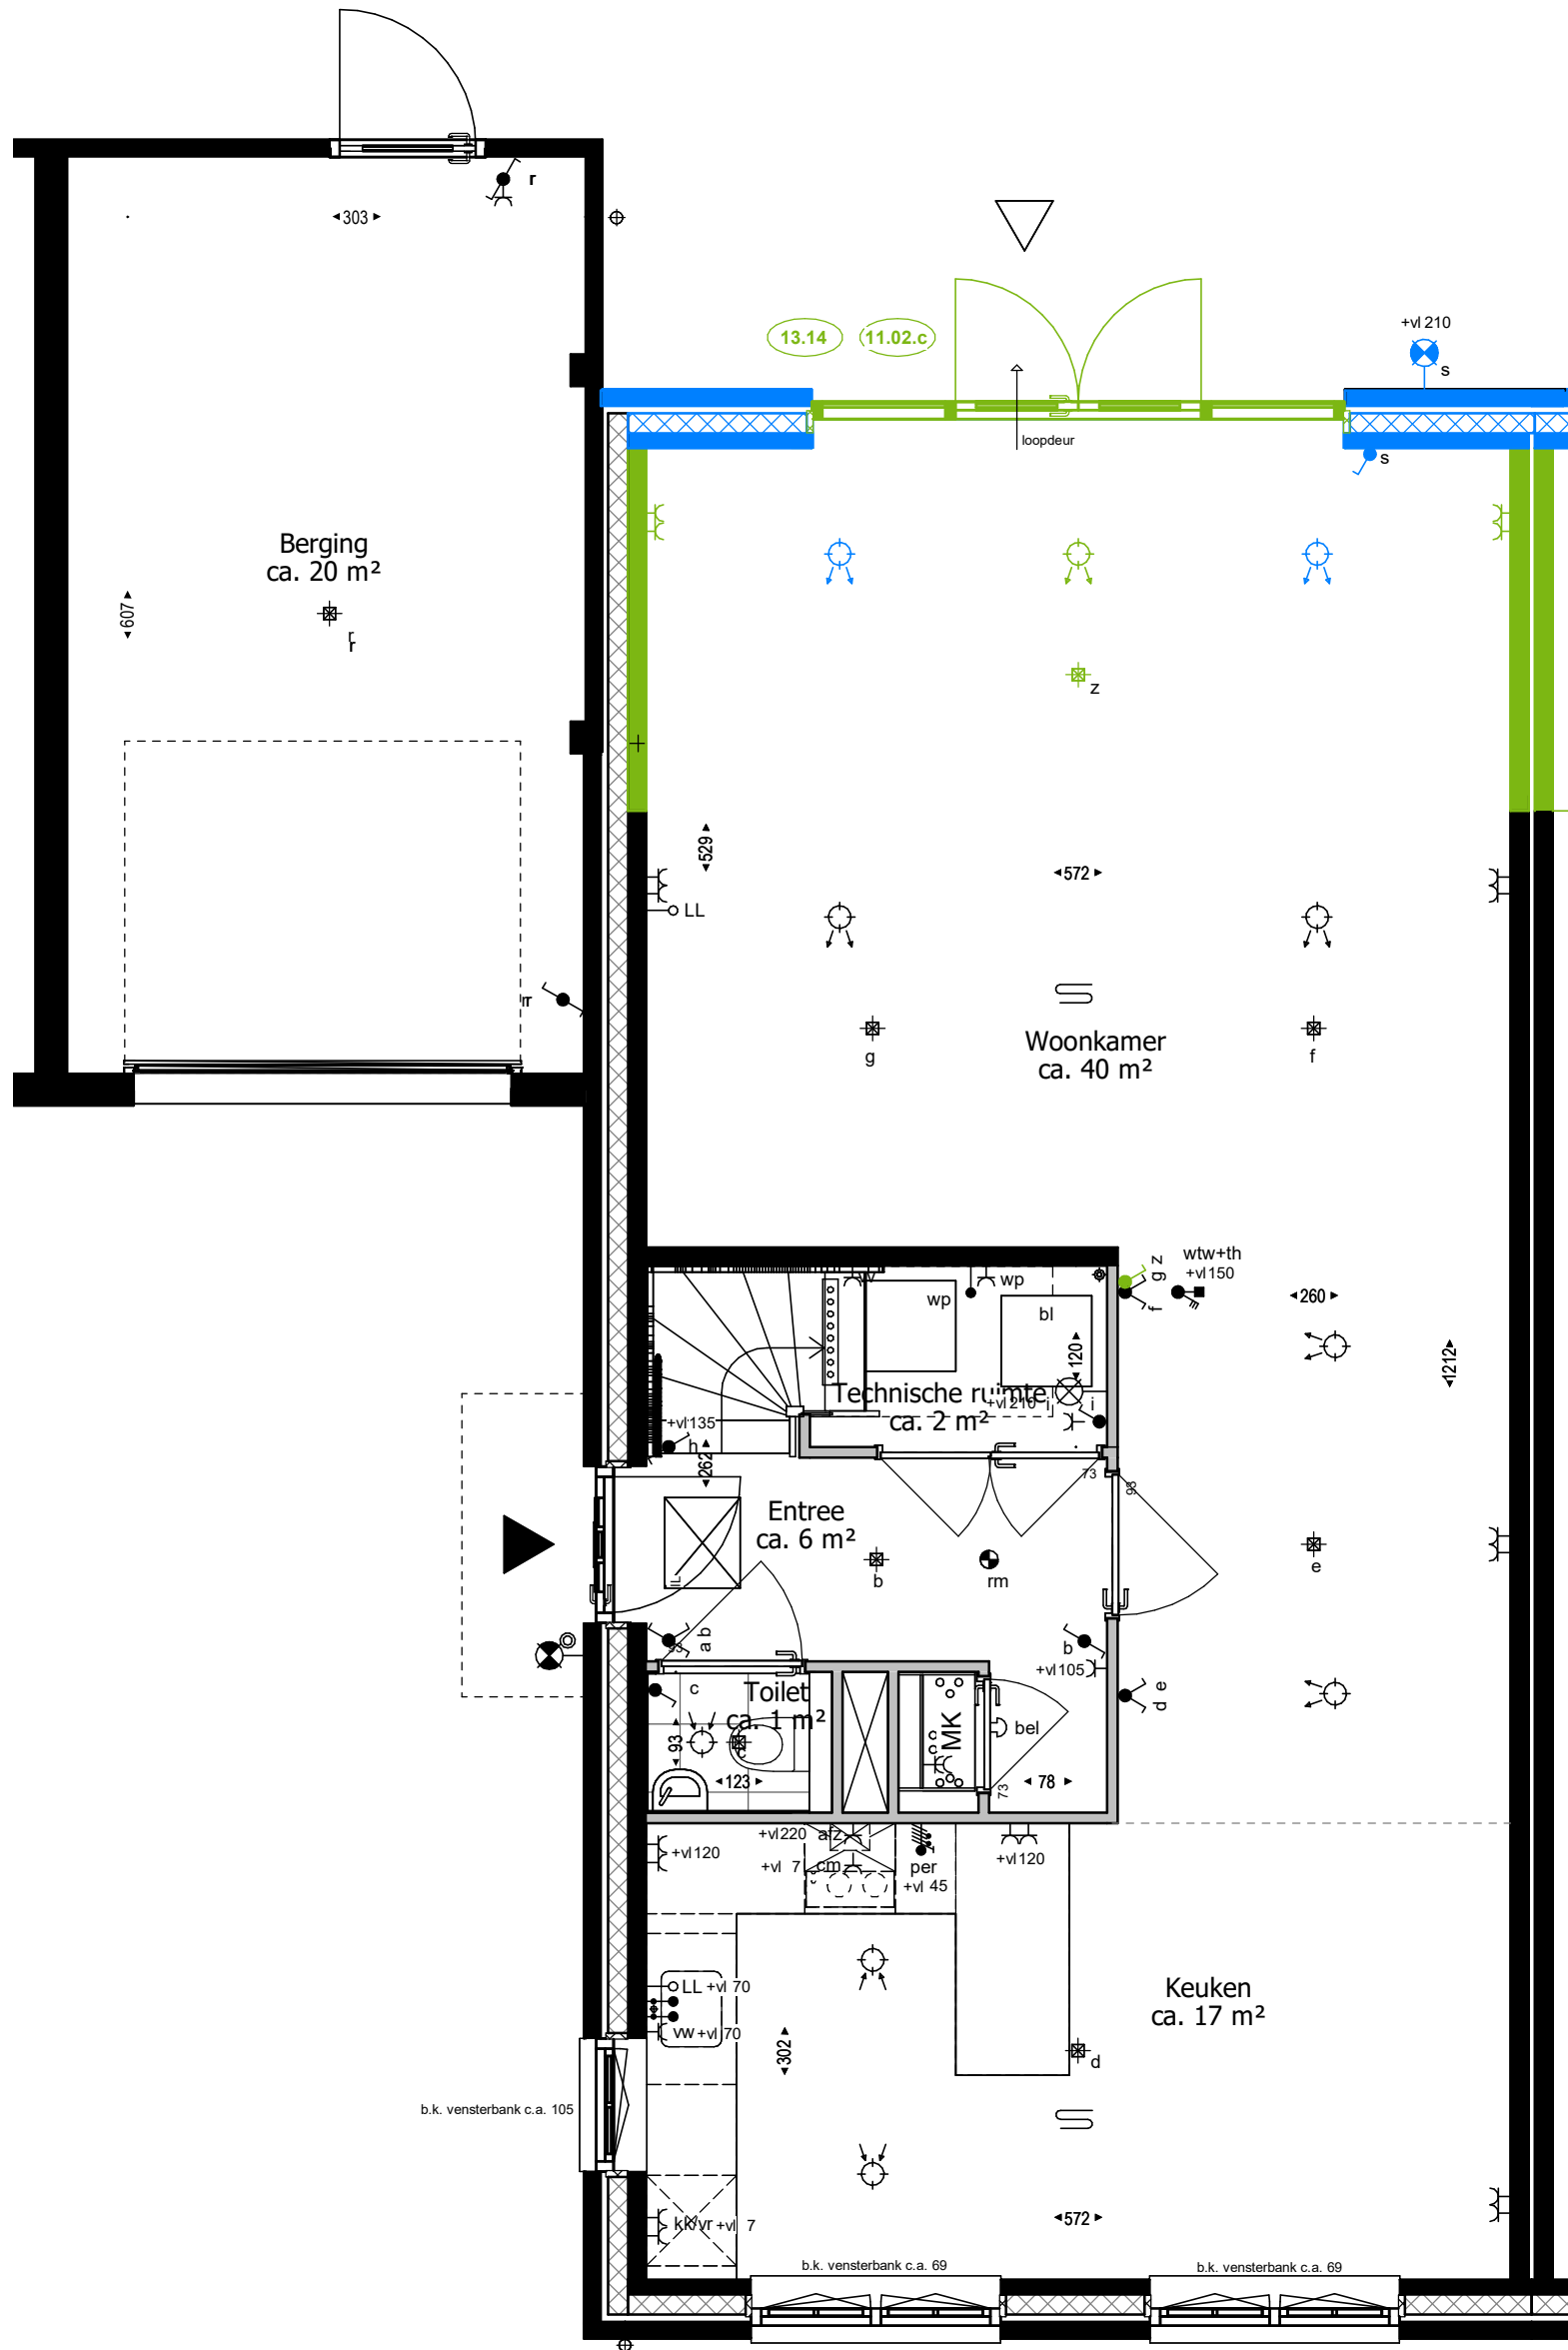 r
303
+vl 210
13.14
11.02.c
s
loopdeur
s
Berging
ca. 20 m²
607
r
r
z
529
572
LL
g
Woonkamer
ca. 40 m²
f
wtw+th
+vl 150
g z
f
260
wp
wp
bl
120
1212
Technische ruimte
ca. 2 m²
+vl 210
i
i
+vl 135
h
262
73
93
Entree
ca. 6 m²
b
rm
e
a b
93
b
+vl 105
d e
c
Toilet
ca. 1 m²
93
c
123
MK
bel
73
78
+vl 120
+vl 220
afz
+vl 7
cm
per
+vl 45
+vl 120
LL +vl 70
vw +vl 70
Keuken
ca. 17 m²
302
d
b.k. vensterbank c.a. 105
kk/vr +vl 7
572
b.k. vensterbank c.a. 69
b.k. vensterbank c.a. 69